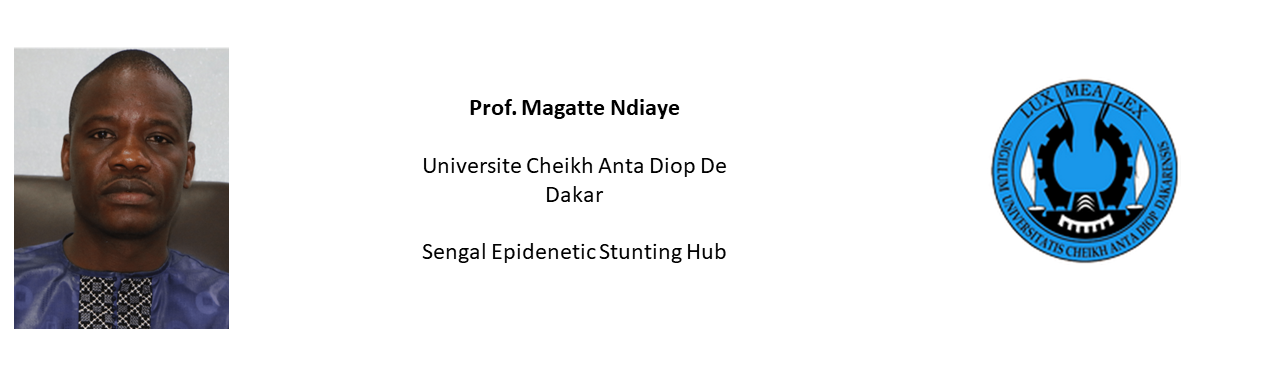 Prof. Magatte Ndiaye
Universite Cheikh Anta Diop De
Dakar
Sengal Epidenetic Stunting Hub
LUX MEA LEX
SIGILLUM UNIVERSITATIS CHEIKH ANTA DIOP DAKARENSIS